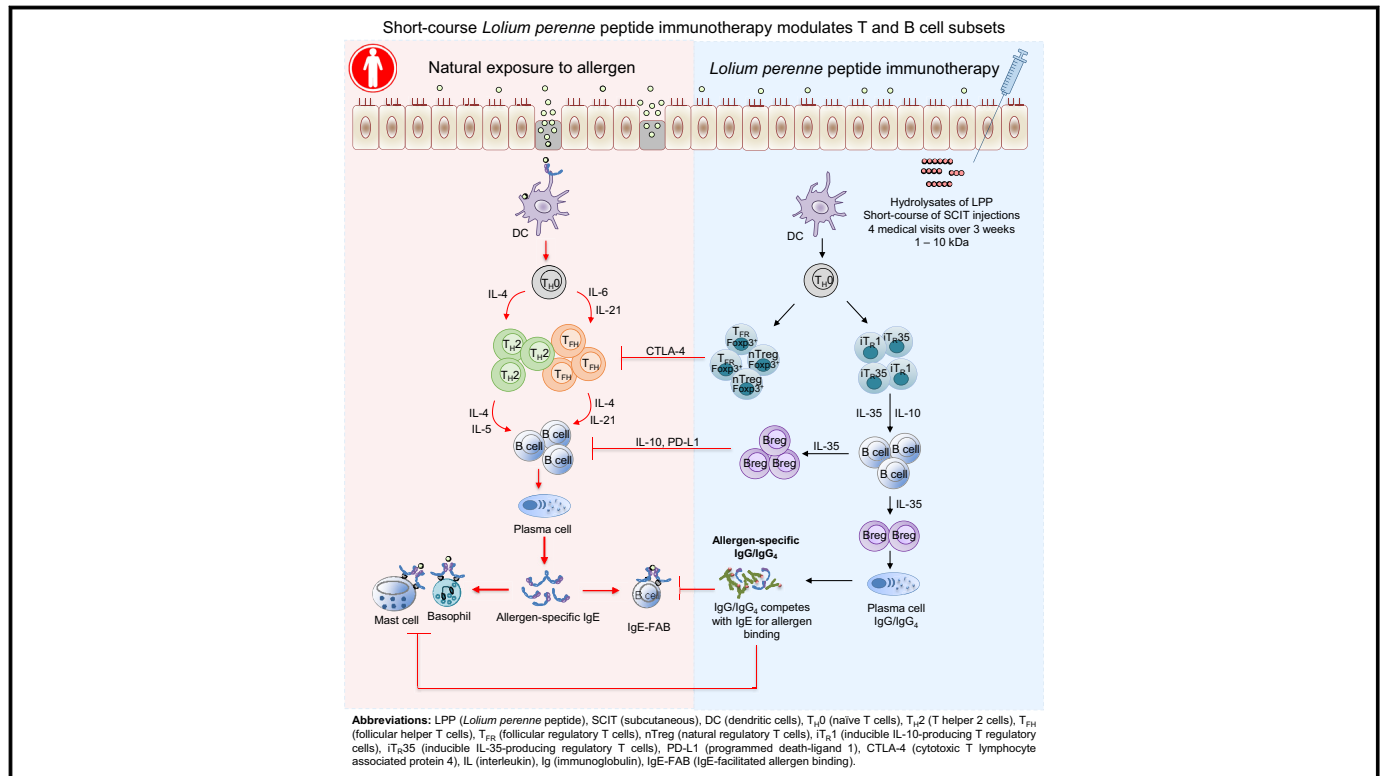 Short-course Lolium perenne peptide immunotherapy modulates T and B cell subsets
Natural exposure to allergen
Lolium perenne peptide immunotherapy
Hydrolysates of LPP
Short-course of SCIT injections
4 medical visits over 3 weeks
1 – 10 kDa
DC
DC
TH0
TH0
IL-4
IL-6
IL-21
TH2
TH2
TH2
TFH
TFH
TFH
CTLA-4
TFR
Foxp3+
TFR
Foxp3+
nTreg
Foxp3+
nTreg
Foxp3+
iTR1
iTR35
iTR35
iTR1
IL-4
IL-5
IL-4
IL-21
IL-35
IL-10
B cell
B cell
B cell
IL-10, PD-L1
Breg
Breg
Breg
IL-35
B cell
B cell
B cell
IL-35
Plasma cell
Breg
Breg
Allergen-specific
IgG/IgG4
Mast cell
Basophil
Allergen-specific IgE
B cell
IgE-FAB
IgG/IgG4 competes
with IgE for allergen
binding
Plasma cell
IgG/IgG4
Abbreviations: LPP (Lolium perenne peptide), SCIT (subcutaneous), DC (dendritic cells), TH0 (naïve T cells), TH2 (T helper 2 cells), TFH
(follicular helper T cells), TFR (follicular regulatory T cells), nTreg (natural regulatory T cells), iTR1 (inducible IL-10-producing T regulatory
cells), iTR35 (inducible IL-35-producing regulatory T cells), PD-L1 (programmed death-ligand 1), CTLA-4 (cytotoxic T lymphocyte
associated protein 4), IL (interleukin), Ig (immunoglobulin), IgE-FAB (IgE-facilitated allergen binding).